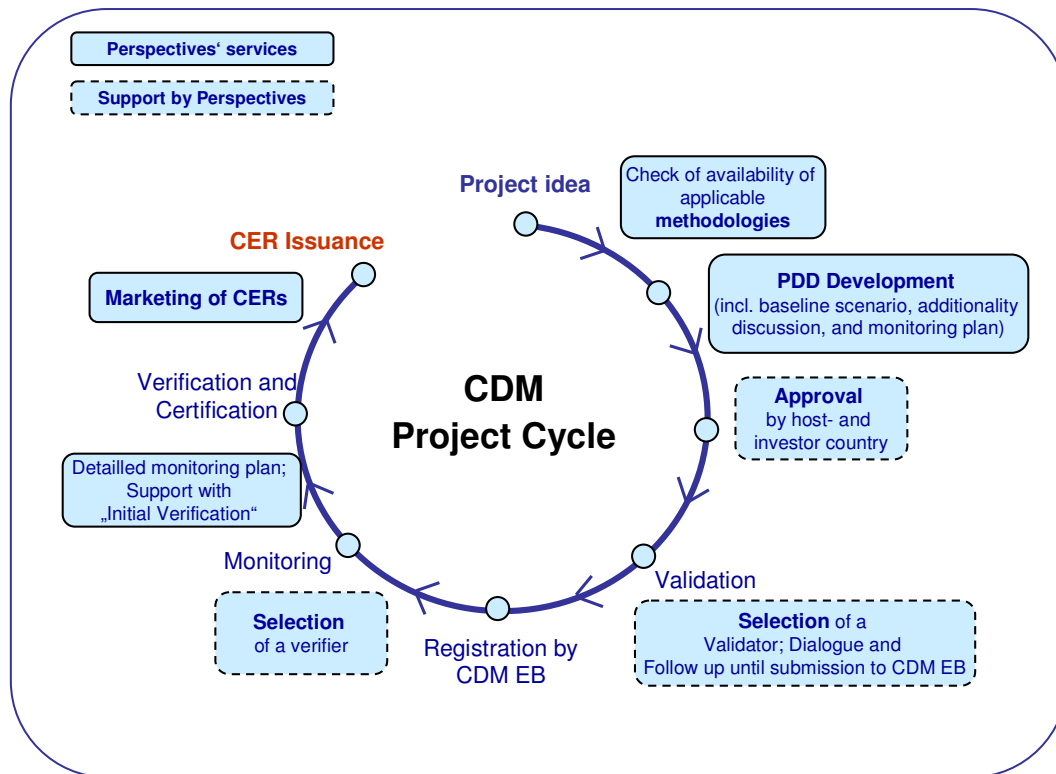 Perspectives‘ services
Support by Perspectives
Project idea
Check of availability of
applicable
methodologies
CER Issuance
PDD Development
(incl. baseline scenario, additionality
discussion, and monitoring plan)
Marketing of CERs
Verification and
Certification
CDM
Project Cycle
Approval
by host- and
investor country
Detailled monitoring plan;
Support with
„Initial Verification“
Monitoring
Validation
Selection
of a verifier
Registration by
CDM EB
Selection of a
Validator; Dialogue and
Follow up until submission to CDM EB